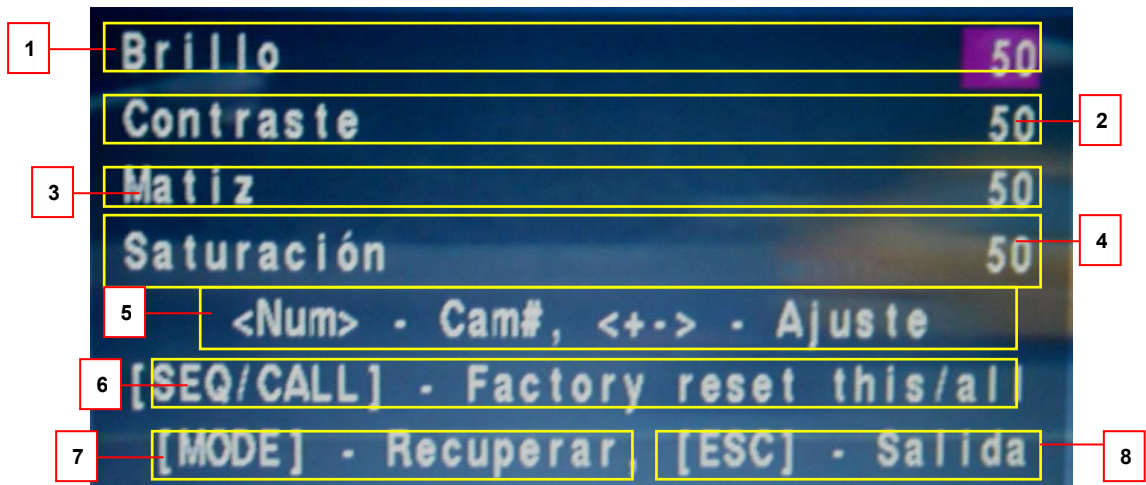 1 Brillo 50
Contraste 50 2
3 Matiz 50
Saturación 50 4
5 <Num> - Cam#, <+-> - Ajuste
6 [SEQ/CALL] - Factory reset this/all
7 [MODE] - Recuperar, [ESC] - Salida 8